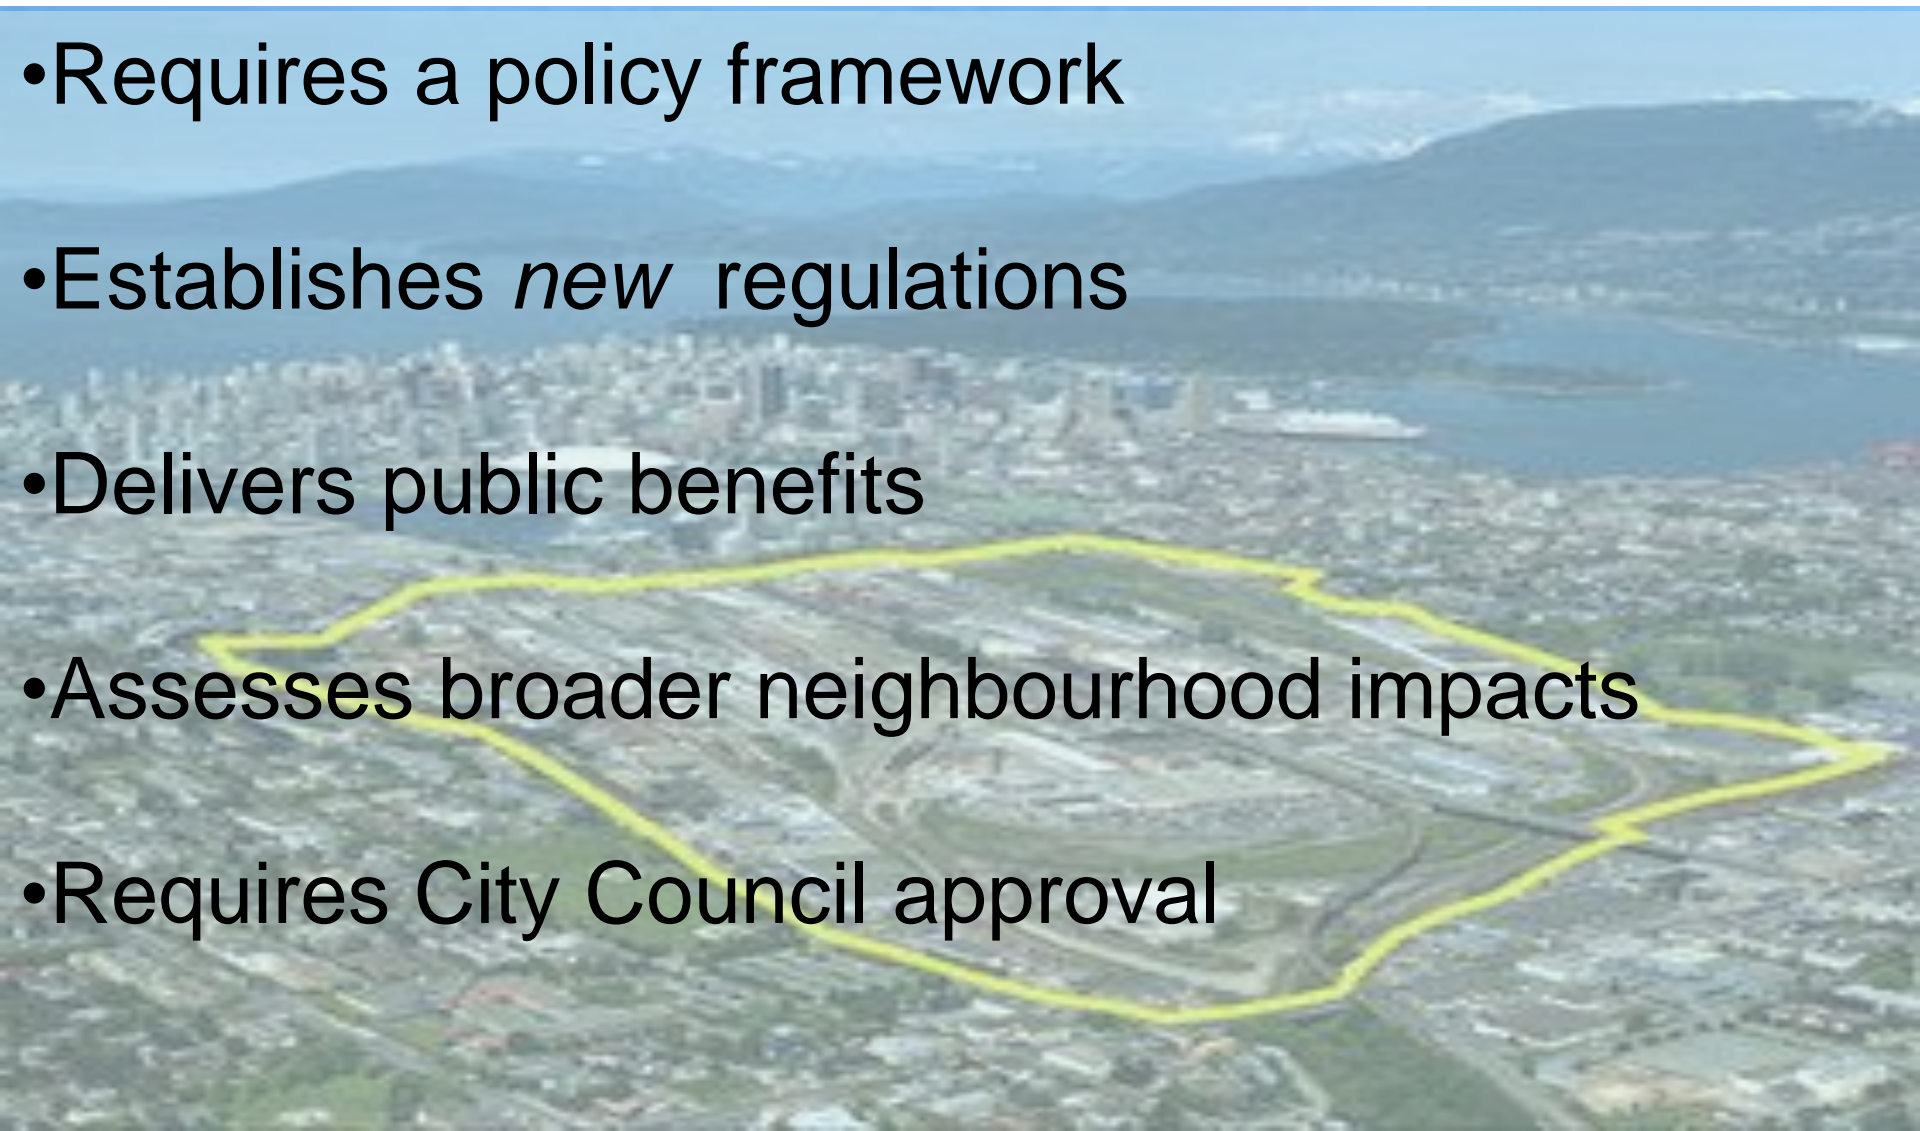 •Requires a policy framework
•Establishes new regulations
•Delivers public benefits
•Assesses broader neighbourhood impacts
•Requires City Council approval